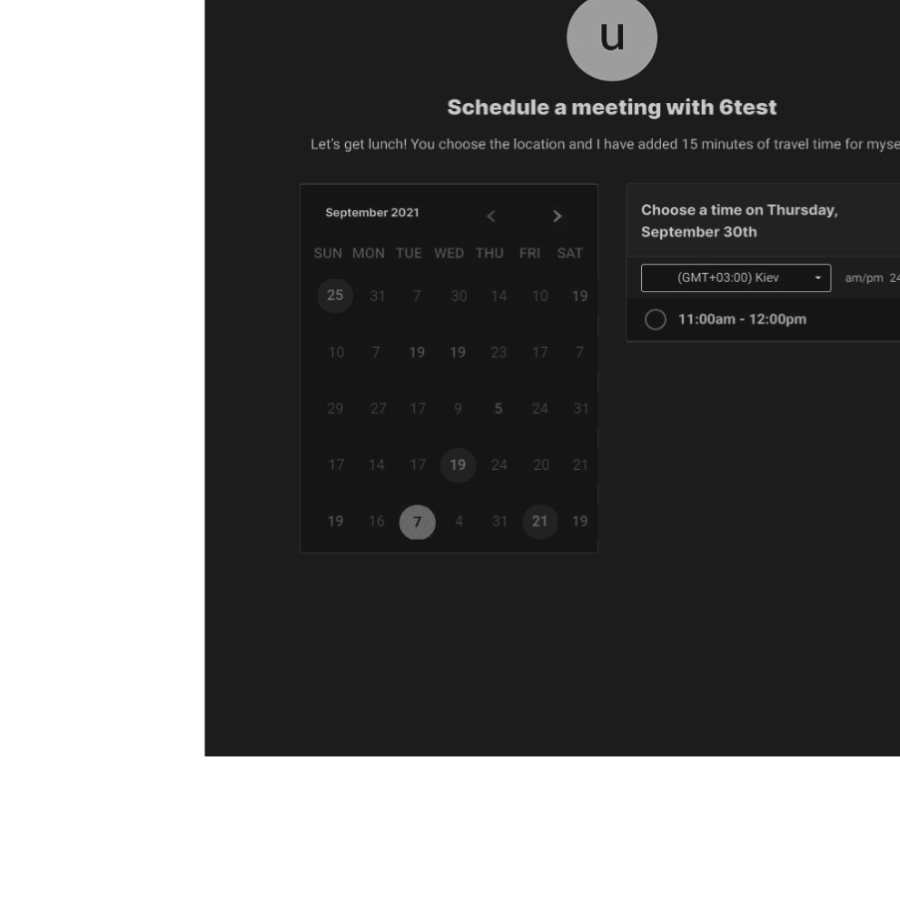 u
Schedule a meeting with 6test
Let's get lunch! You choose the location and I have added 15 minutes of travel time for myse
September 2021
SUN MON TUE WED THU FRI SAT
25 31 7 30 14 10 19
10 7 19 19 23 17 7
29 27 17 9 5 24 31
17 14 17 19 24 20 21
19 16 7 4 31 21 19
Choose a time on Thursday,
September 30th
(GMT+03:00) Kiev am/pm 24
11:00am - 12:00pm